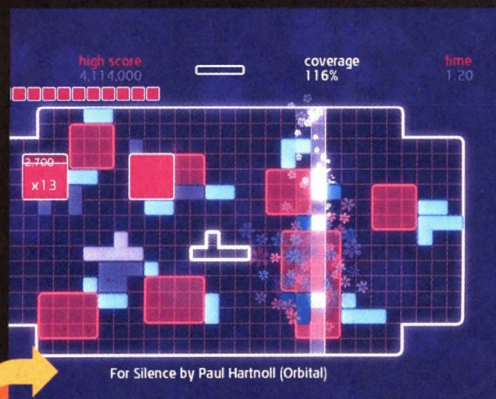 high score
4,114,000
coverage
116%
time
1.20
2,700
x13
For Silence by Paul Hartnoll (Orbital)